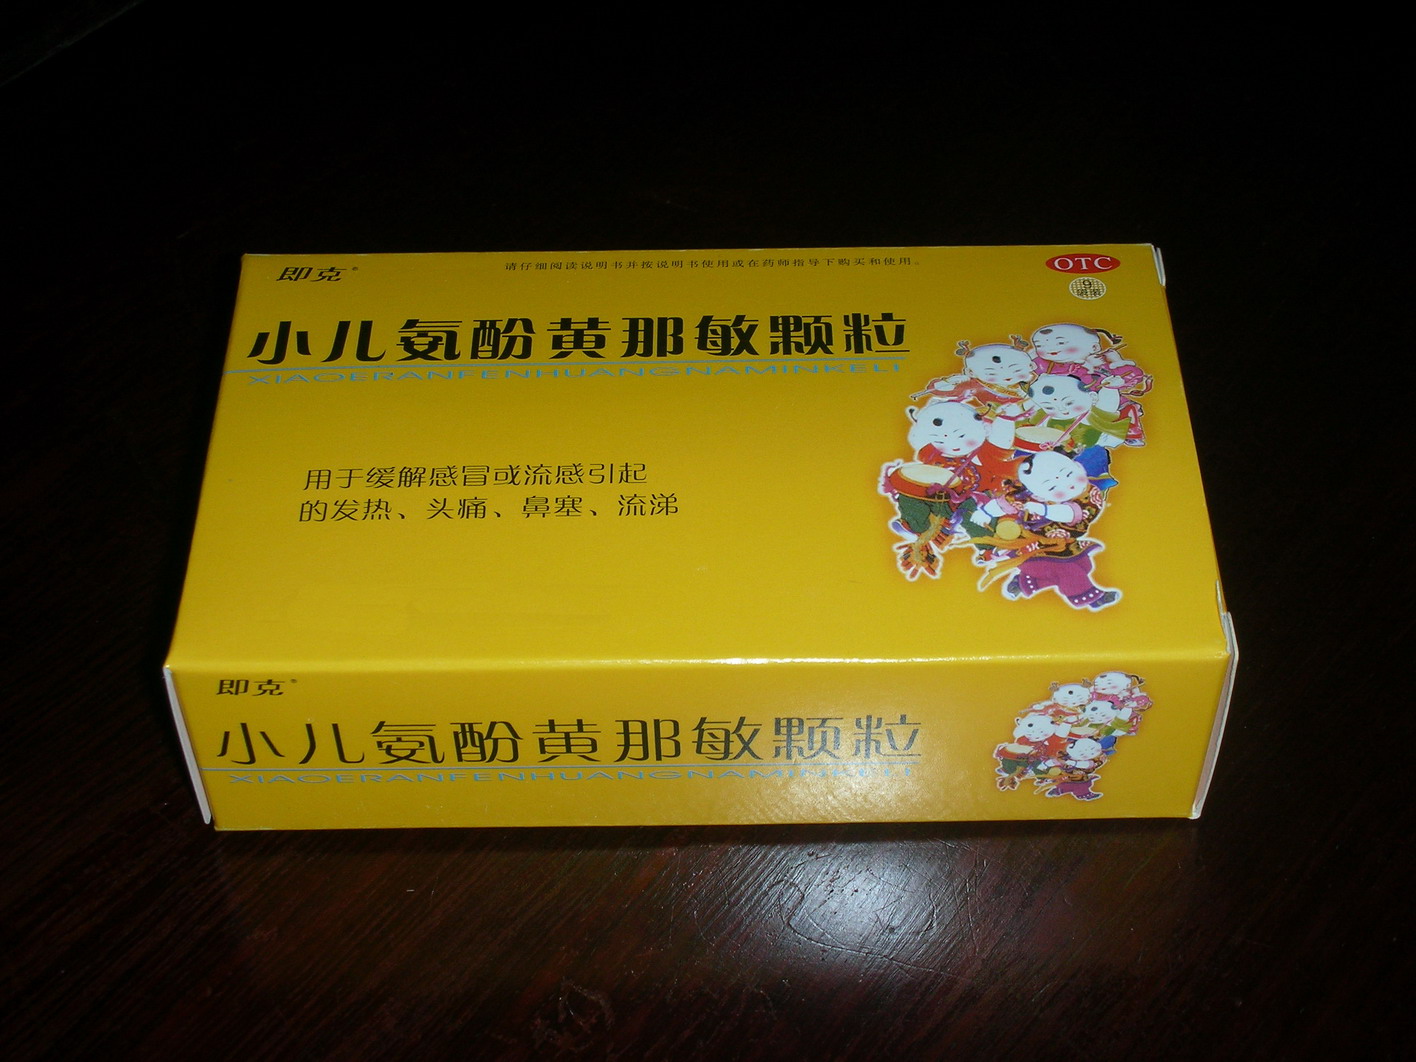 即克®
请仔细阅读说明书并按说明书使用或在药师指导下购买和使用。
OTC
小儿氨酚黄那敏颗粒
XIAOERANFENHUANGNAMINKELI
用于缓解感冒或流感引起
的发热、头痛、鼻塞、流涕
即克®
小儿氨酚黄那敏颗粒
XIAOERANFENHUANGNAMINKELI